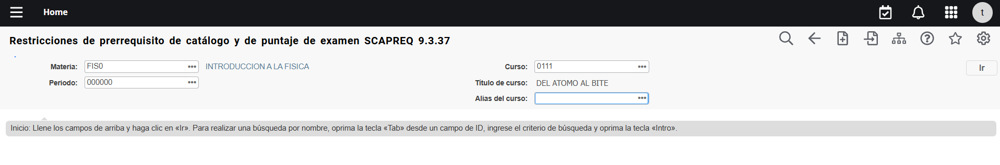 Home
t
Restricciones de prerrequisito de catálogo y de puntaje de examen SCAPREQ 9.3.37
Materia: FIS0 ••• INTRODUCCION A LA FISICA
Curso: 0111 •••
Ir
Periodo: 000000 •••
Título de curso: DEL ATOMO AL BITE
Alias del curso: •••
Inicio: Llene los campos de arriba y haga clic en «Ir». Para realizar una búsqueda por nombre, oprima la tecla «Tab» desde un campo de ID, ingrese el criterio de búsqueda y oprima la tecla «Intro».